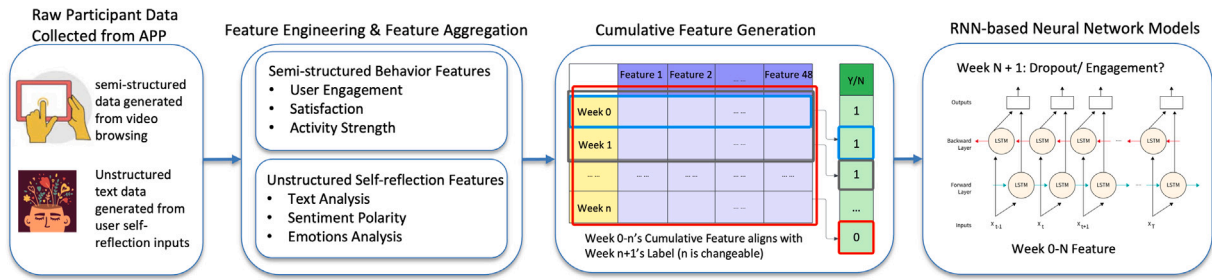 Raw Participant Data
Collected from APP
semi-structured
data generated
from video
browsing
Unstructured
text data
generated from
user self-
reflection inputs
Feature Engineering & Feature Aggregation
Semi-structured Behavior Features
• User Engagement
• Satisfaction
• Activity Strength
Unstructured Self-reflection Features
• Text Analysis
• Sentiment Polarity
• Emotions Analysis
Cumulative Feature Generation
Feature 1 Feature 2 ... ... Feature 48 Y/N
Week 0 ... ... 1
Week 1 ... ... 1
... ... ... ... 1
...
Week n ... ... 0
Week 0-n's Cumulative Feature aligns with
Week n+1's Label (n is changeable)
RNN-based Neural Network Models
Week N + 1: Dropout/ Engagement?
Outputs
Backward
Layer
LSTM LSTM LSTM ... LSTM
Forward
Layer
LSTM LSTM LSTM ... LSTM
Inputs
x t-1 x t x t+1 x T
Week 0-N Feature